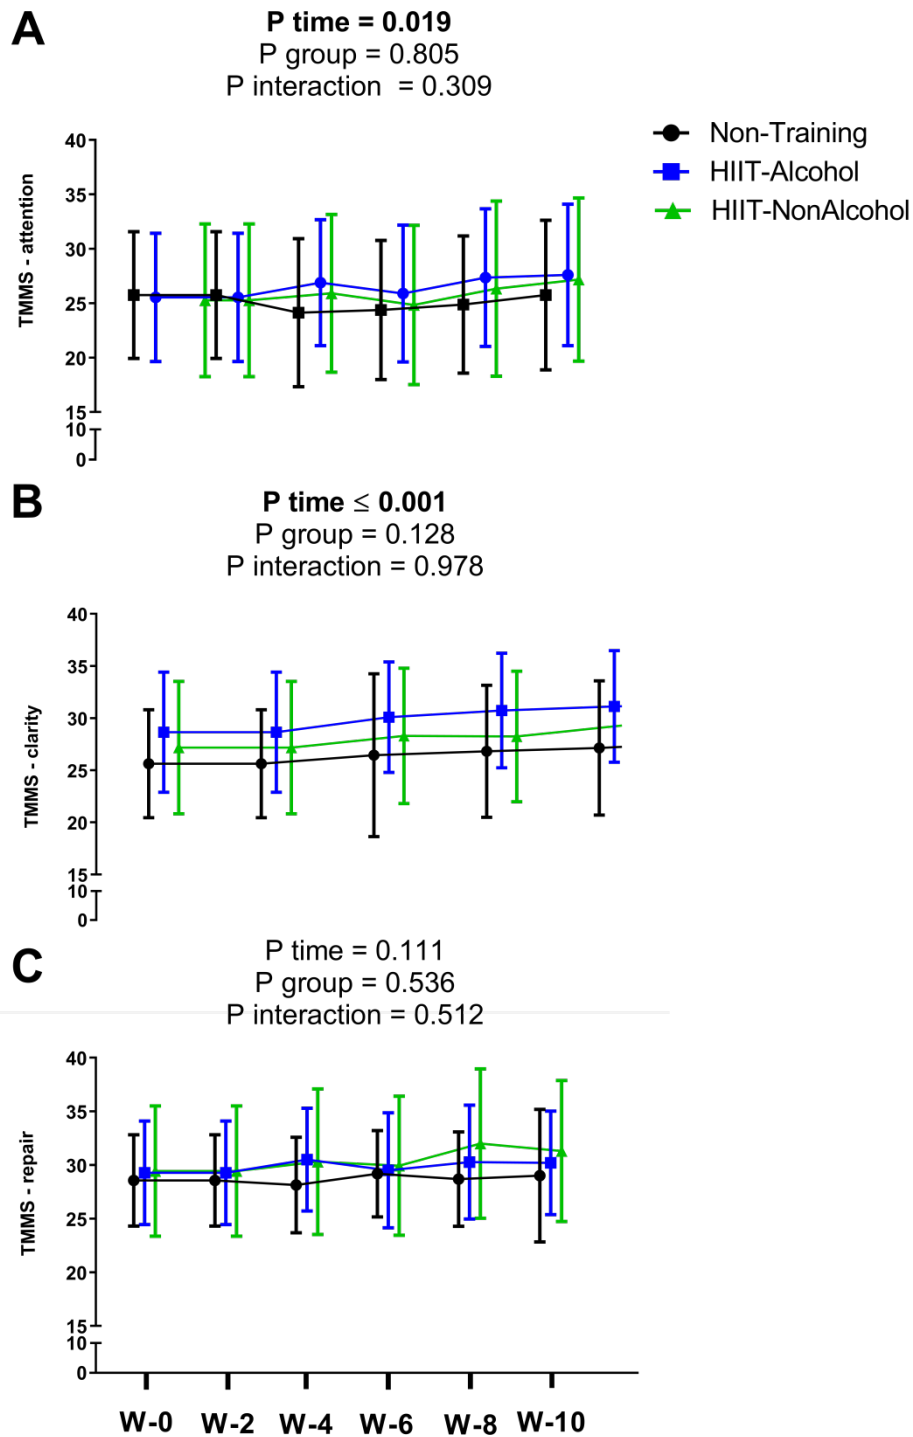 A
P time = 0.019
P group = 0.805
P interaction = 0.309
Non-Training
HIIT-Alcohol
HIIT-NonAlcohol
TMMS - attention
40
35
30
25
20
15
10
0
B
P time ≤ 0.001
P group = 0.128
P interaction = 0.978
TMMS - clarity
40
35
30
25
20
15
10
0
C
P time = 0.111
P group = 0.536
P interaction = 0.512
TMMS - repair
40
35
30
25
20
15
10
0
W-0 W-2 W-4 W-6 W-8 W-10